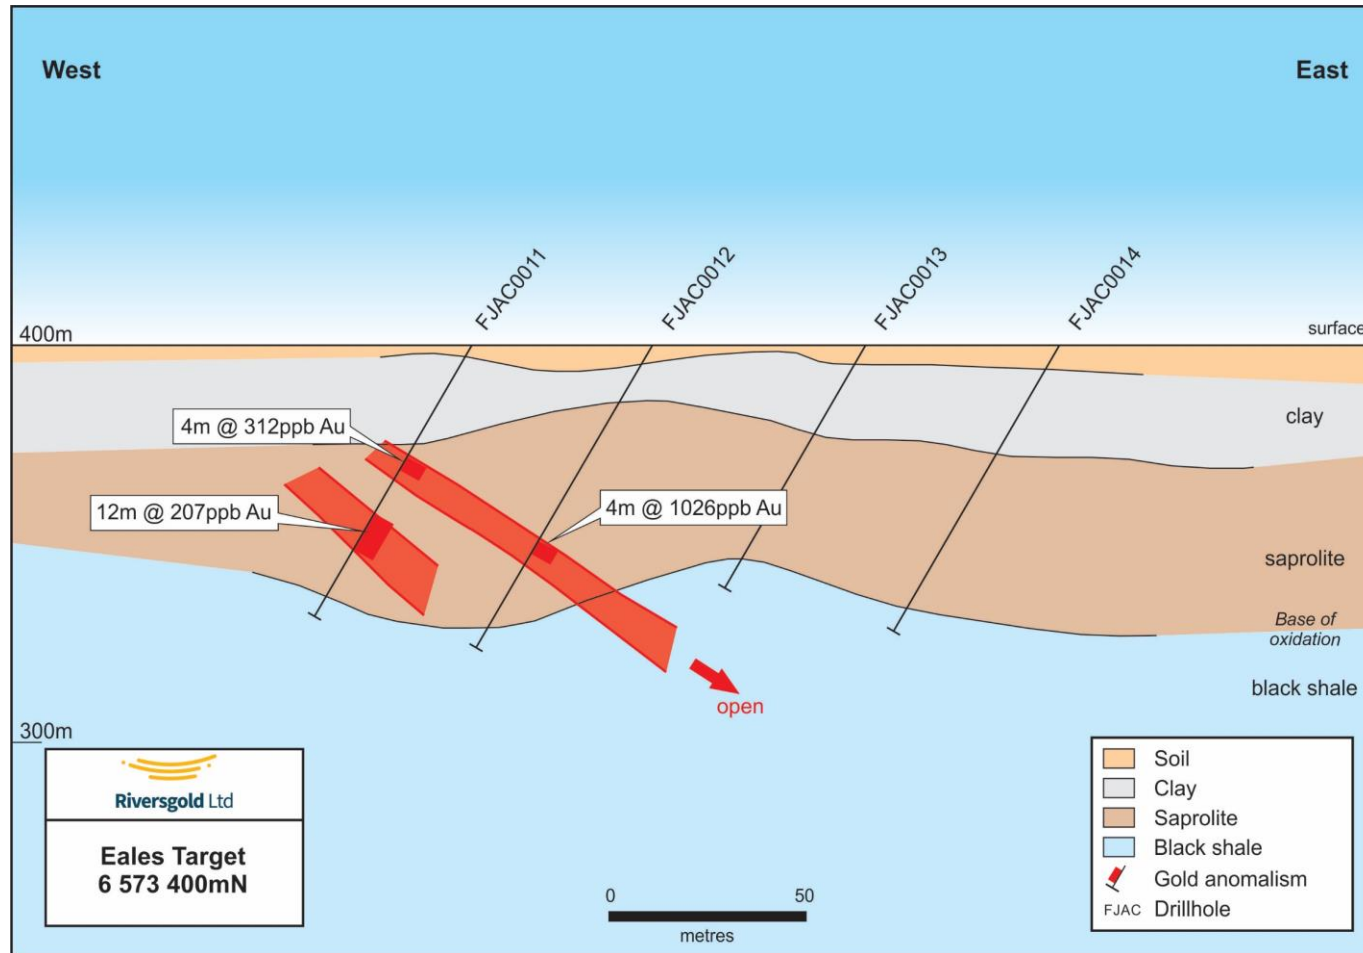 West
East
FJAC0011
FJAC0012
FJAC0013
FJAC0014
400m
surface
4m @ 312ppb Au
clay
12m @ 207ppb Au
4m @ 1026ppb Au
saprolite
Base of
oxidation
black shale
open
300m
Riversgold Ltd
Eales Target
6 573 400mN
0
50
metres
Soil
Clay
Saprolite
Black shale
Gold anomalism
FJAC Drillhole